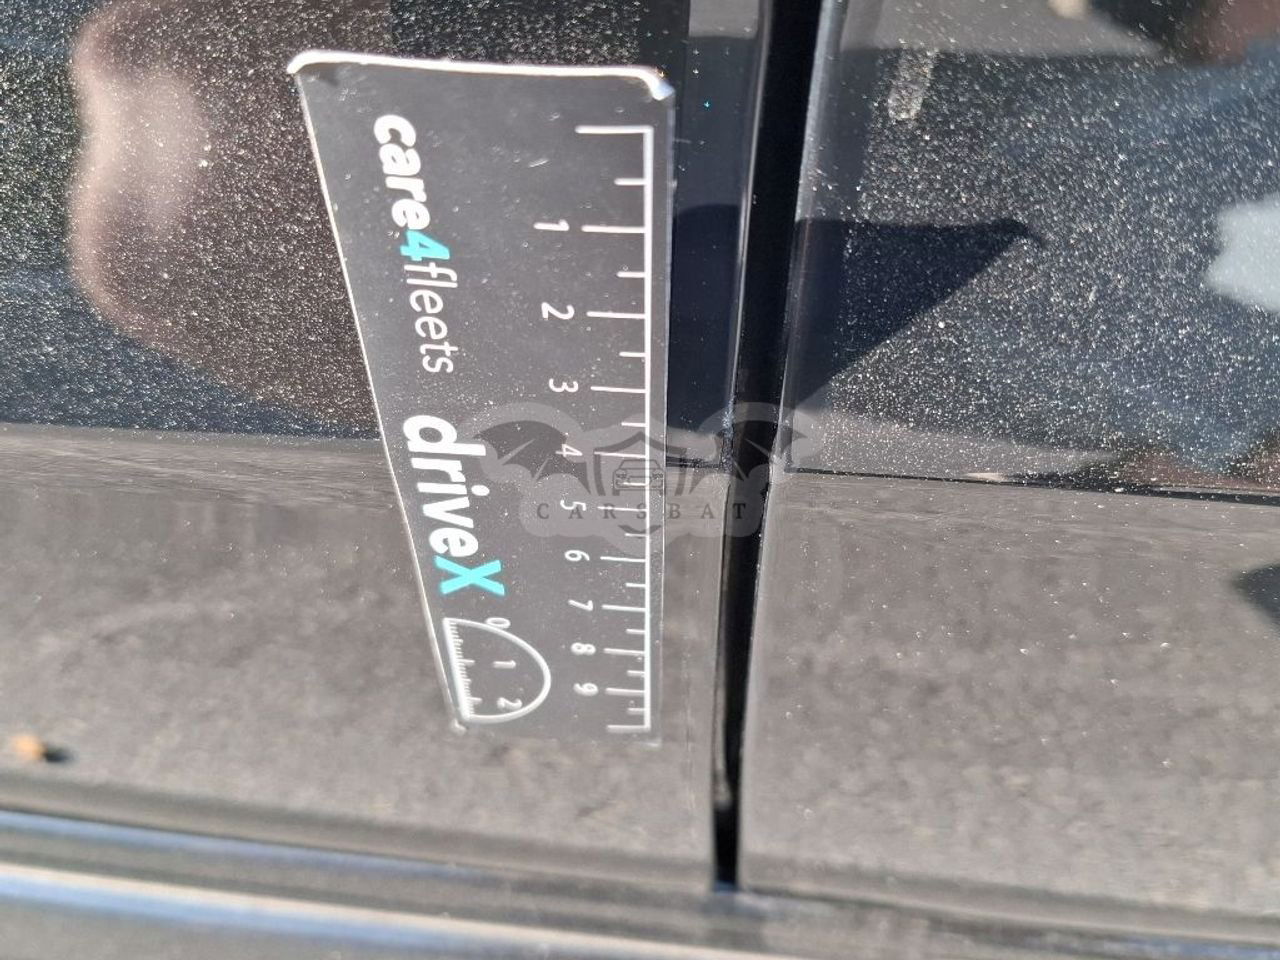 care4fleets driveX
1 2 3 4 5 6 7 8 9
0 1 2
CARSBAT